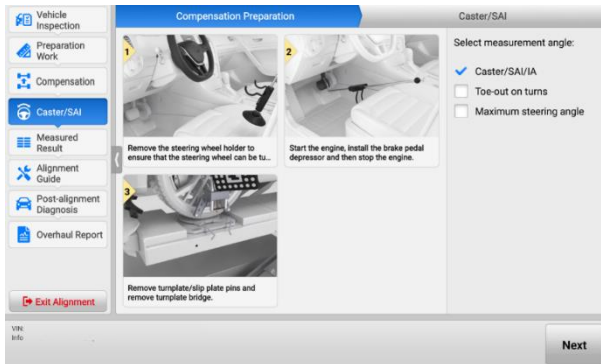 Vehicle
Inspection
Preparation
Work
Compensation
Caster/SAI
Measured
Result
Alignment
Guide
Post-alignment
Diagnosis
Overhaul Report
Exit Alignment
Compensation Preparation
Caster/SAI
1
Remove the steering wheel holder to
ensure that the steering wheel can be tu...
2
Start the engine, install the brake pedal
depressor and then stop the engine.
3
Remove turnplate/slip plate pins and
remove turnplate bridge.
Select measurement angle:
Caster/SAI/IA
Toe-out on turns
Maximum steering angle
VIN:
Info
Next